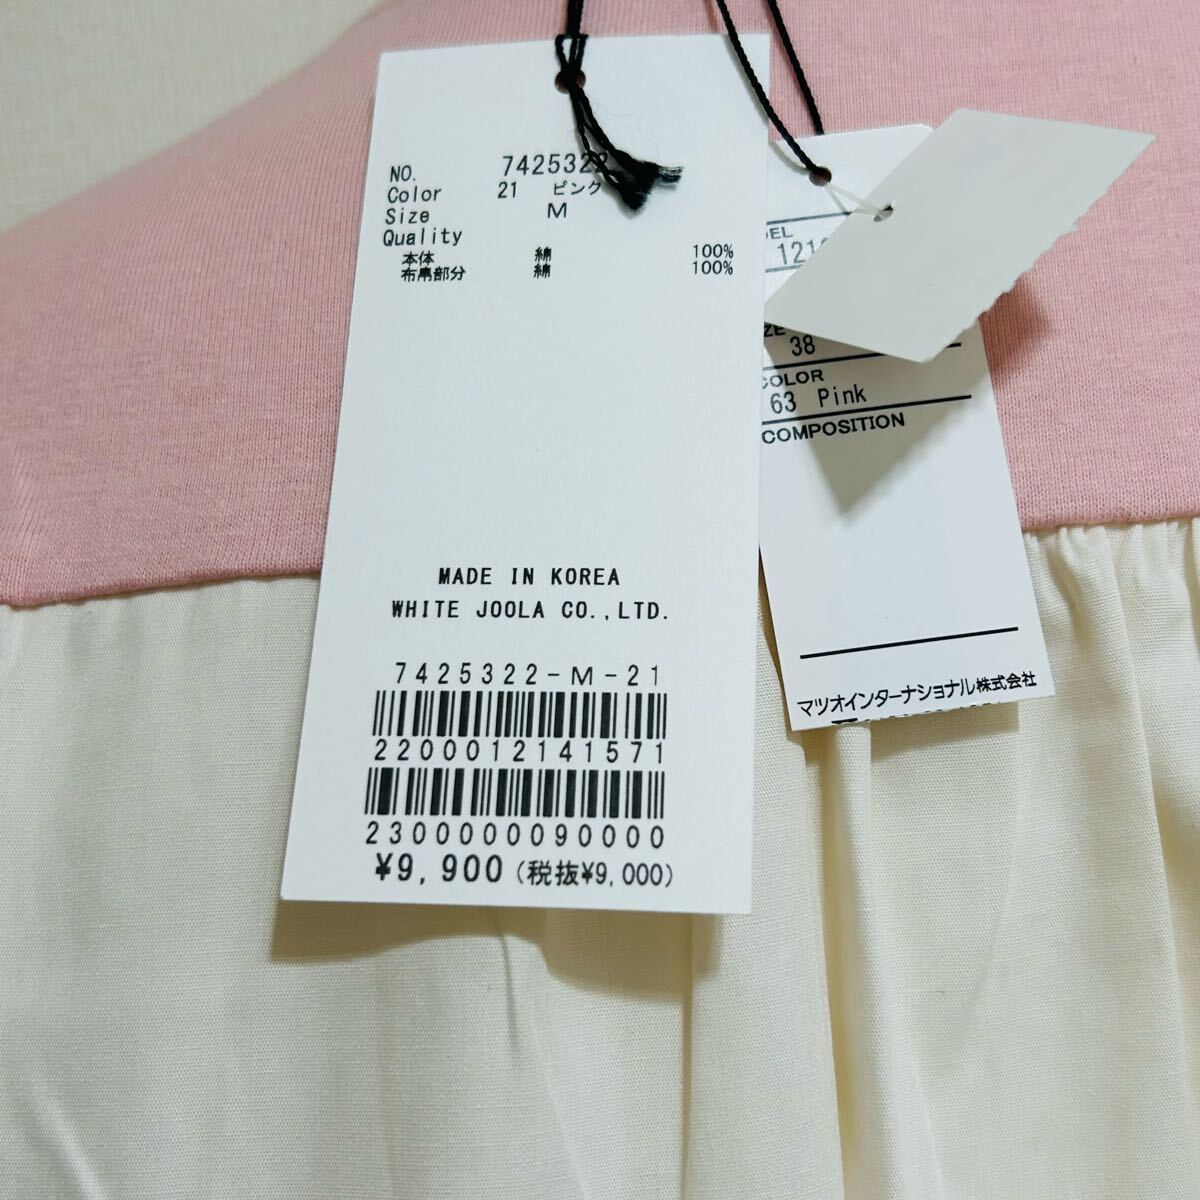 NO. 7425322
Color 21 ピンク
Size M
Quality
本体 綿 100%
布帛部分 綿 100%
MADE IN KOREA
WHITE JOOLA CO.,LTD.
7425322-M-21
2200012141571
2300000090000
¥9,900(税抜¥9,000)
38
COLOR
63 Pink
COMPOSITION
マツオインターナショナル株式会社